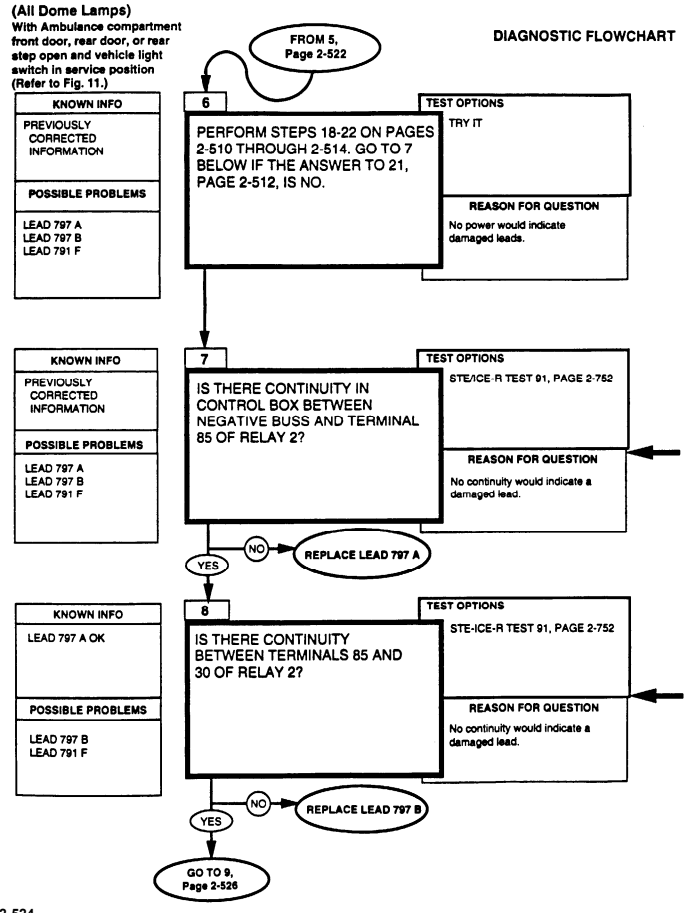 (All Dome Lamps)
With Ambulance compartment
front door, rear door, or rear
step open and vehicle light
switch in service position
(Refer to Fig. 11.)
FROM 5,
Page 2-522
DIAGNOSTIC FLOWCHART
KNOWN INFO
PREVIOUSLY
CORRECTED
INFORMATION
POSSIBLE PROBLEMS
LEAD 797 A
LEAD 797 B
LEAD 791 F
6
PERFORM STEPS 18-22 ON PAGES
2-510 THROUGH 2-514. GO TO 7
BELOW IF THE ANSWER TO 21,
PAGE 2-512, IS NO.
TEST OPTIONS
TRY IT
REASON FOR QUESTION
No power would indicate
damaged leads.
KNOWN INFO
PREVIOUSLY
CORRECTED
INFORMATION
POSSIBLE PROBLEMS
LEAD 797 A
LEAD 797 B
LEAD 791 F
7
IS THERE CONTINUITY IN
CONTROL BOX BETWEEN
NEGATIVE BUSS AND TERMINAL
85 OF RELAY 2?
TEST OPTIONS
STE/ICE-R TEST 91, PAGE 2-752
REASON FOR QUESTION
No continuity would indicate a
damaged lead.
NO
REPLACE LEAD 797 A
YES
KNOWN INFO
LEAD 797 A OK
POSSIBLE PROBLEMS
LEAD 797 B
LEAD 791 F
8
IS THERE CONTINUITY
BETWEEN TERMINALS 85 AND
30 OF RELAY 2?
TEST OPTIONS
STE-ICE-R TEST 91, PAGE 2-752
REASON FOR QUESTION
No continuity would indicate a
damaged lead.
NO
REPLACE LEAD 797 B
YES
GO TO 9,
Page 2-526
2-524